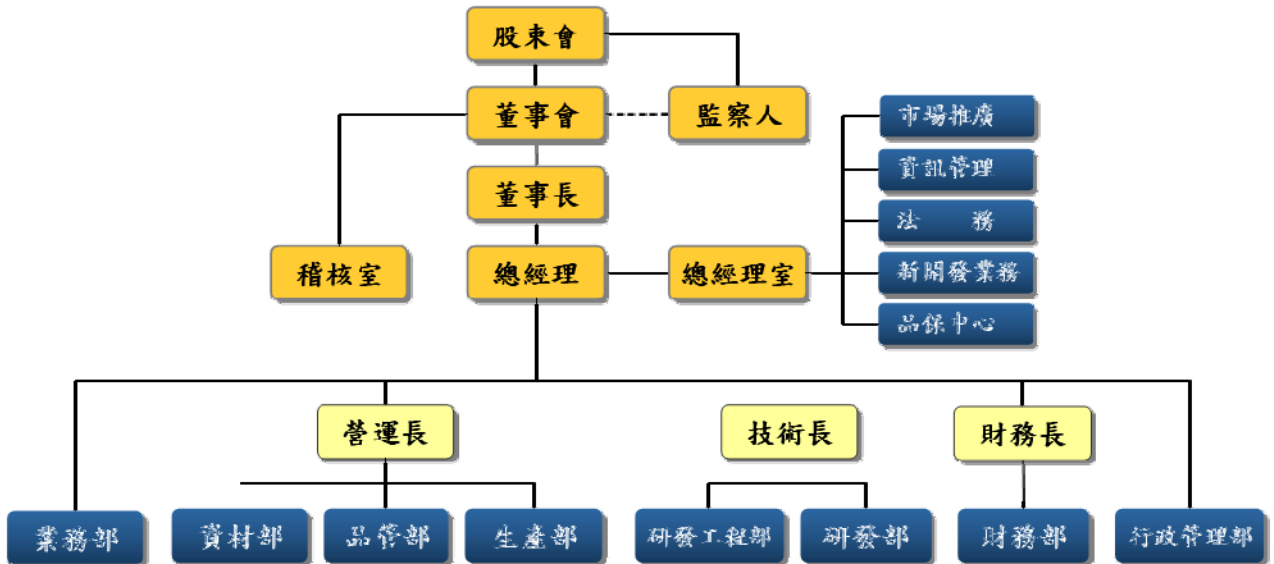 股東會
董事會
監察人
董事長
稽核室
總經理
總經理室
市場推廣
資訊管理
法 務
新開發業務
品保中心
營運長
技術長
財務長
業務部
資材部
品管部
生產部
研發工程部
研發部
財務部
行政管理部